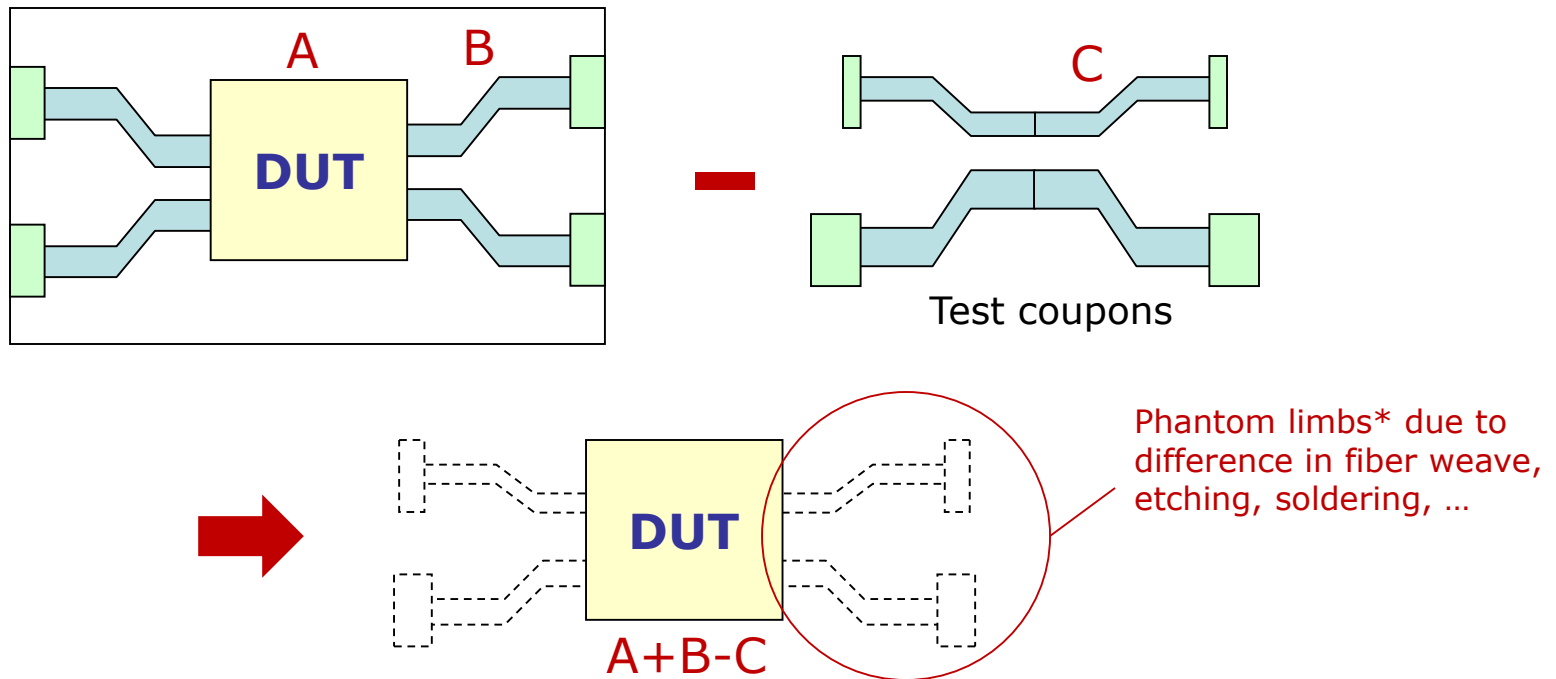 A
B
DUT
C
Test coupons
DUT
A+B-C
Phantom limbs* due to
difference in fiber weave,
etching, soldering, …